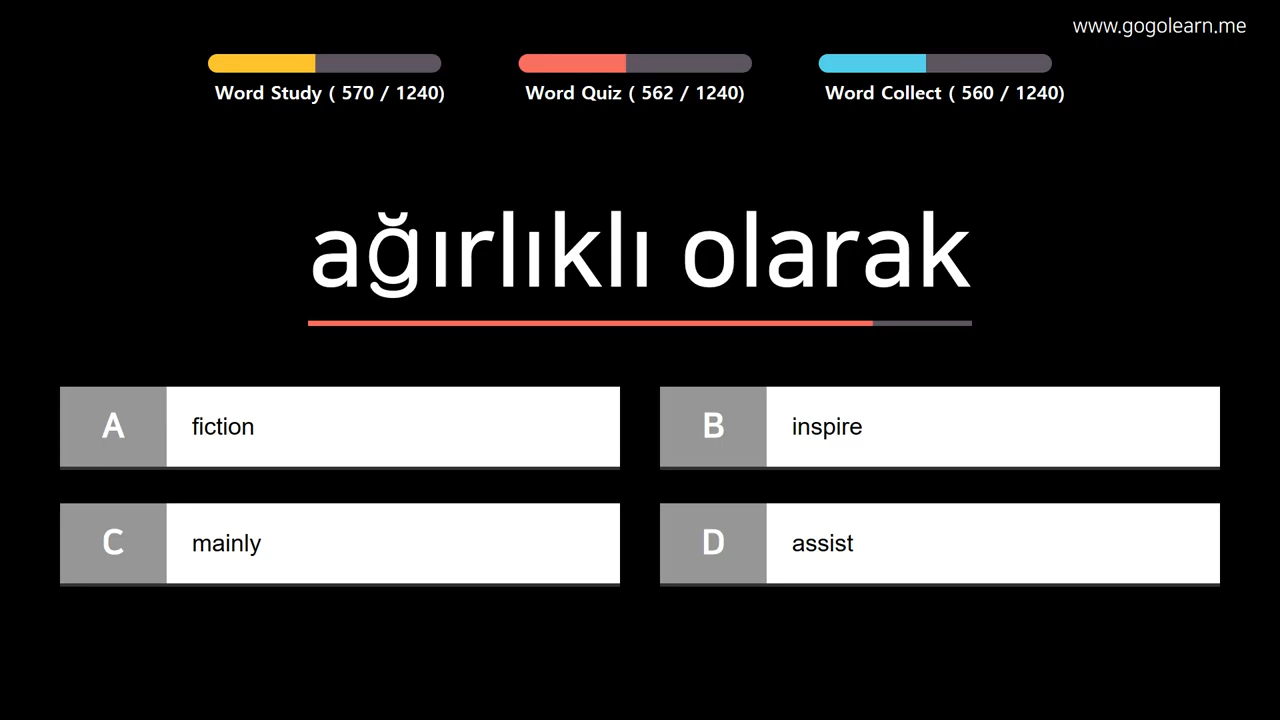 www.gogolearn.me
Word Study ( 570 / 1240)
Word Quiz ( 562 / 1240)
Word Collect ( 560 / 1240)
ağırlıklı olarak
A fiction
B inspire
C mainly
D assist